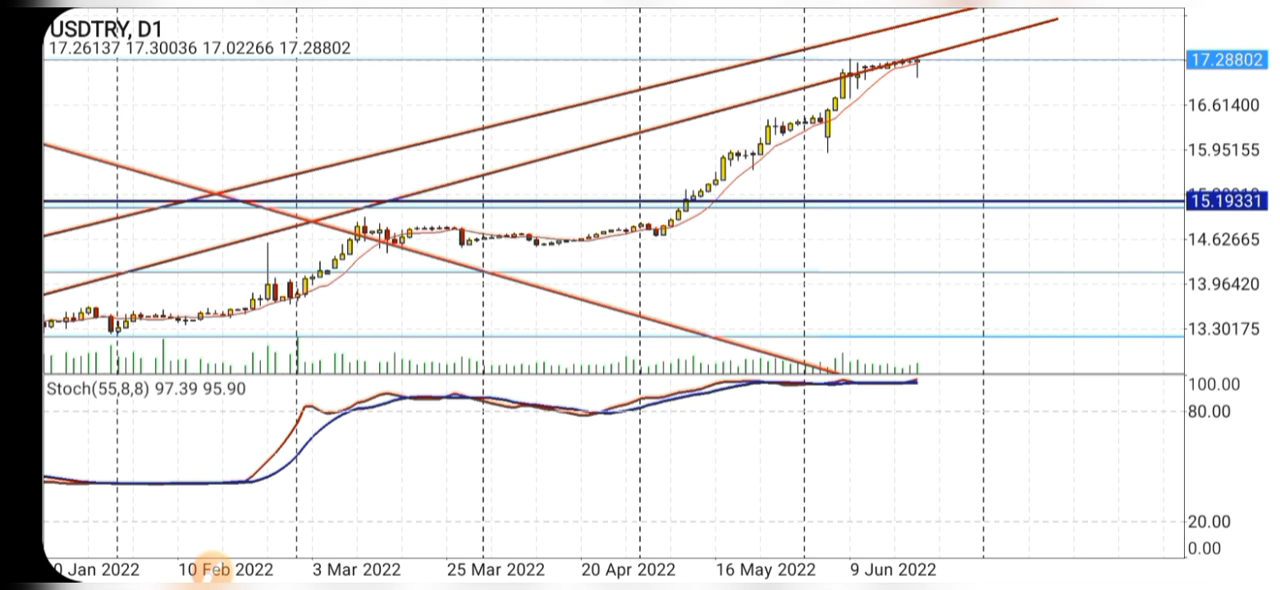 USDTRY, D1
17.26137 17.30036 17.02266 17.28802
17.28802
16.61400
15.95155
15.19331
14.62665
13.96420
13.30175
Stoch(55,8,8) 97.39 95.90
100.00
80.00
20.00
0.00
0 Jan 2022 10 Feb 2022 3 Mar 2022 25 Mar 2022 20 Apr 2022 16 May 2022 9 Jun 2022